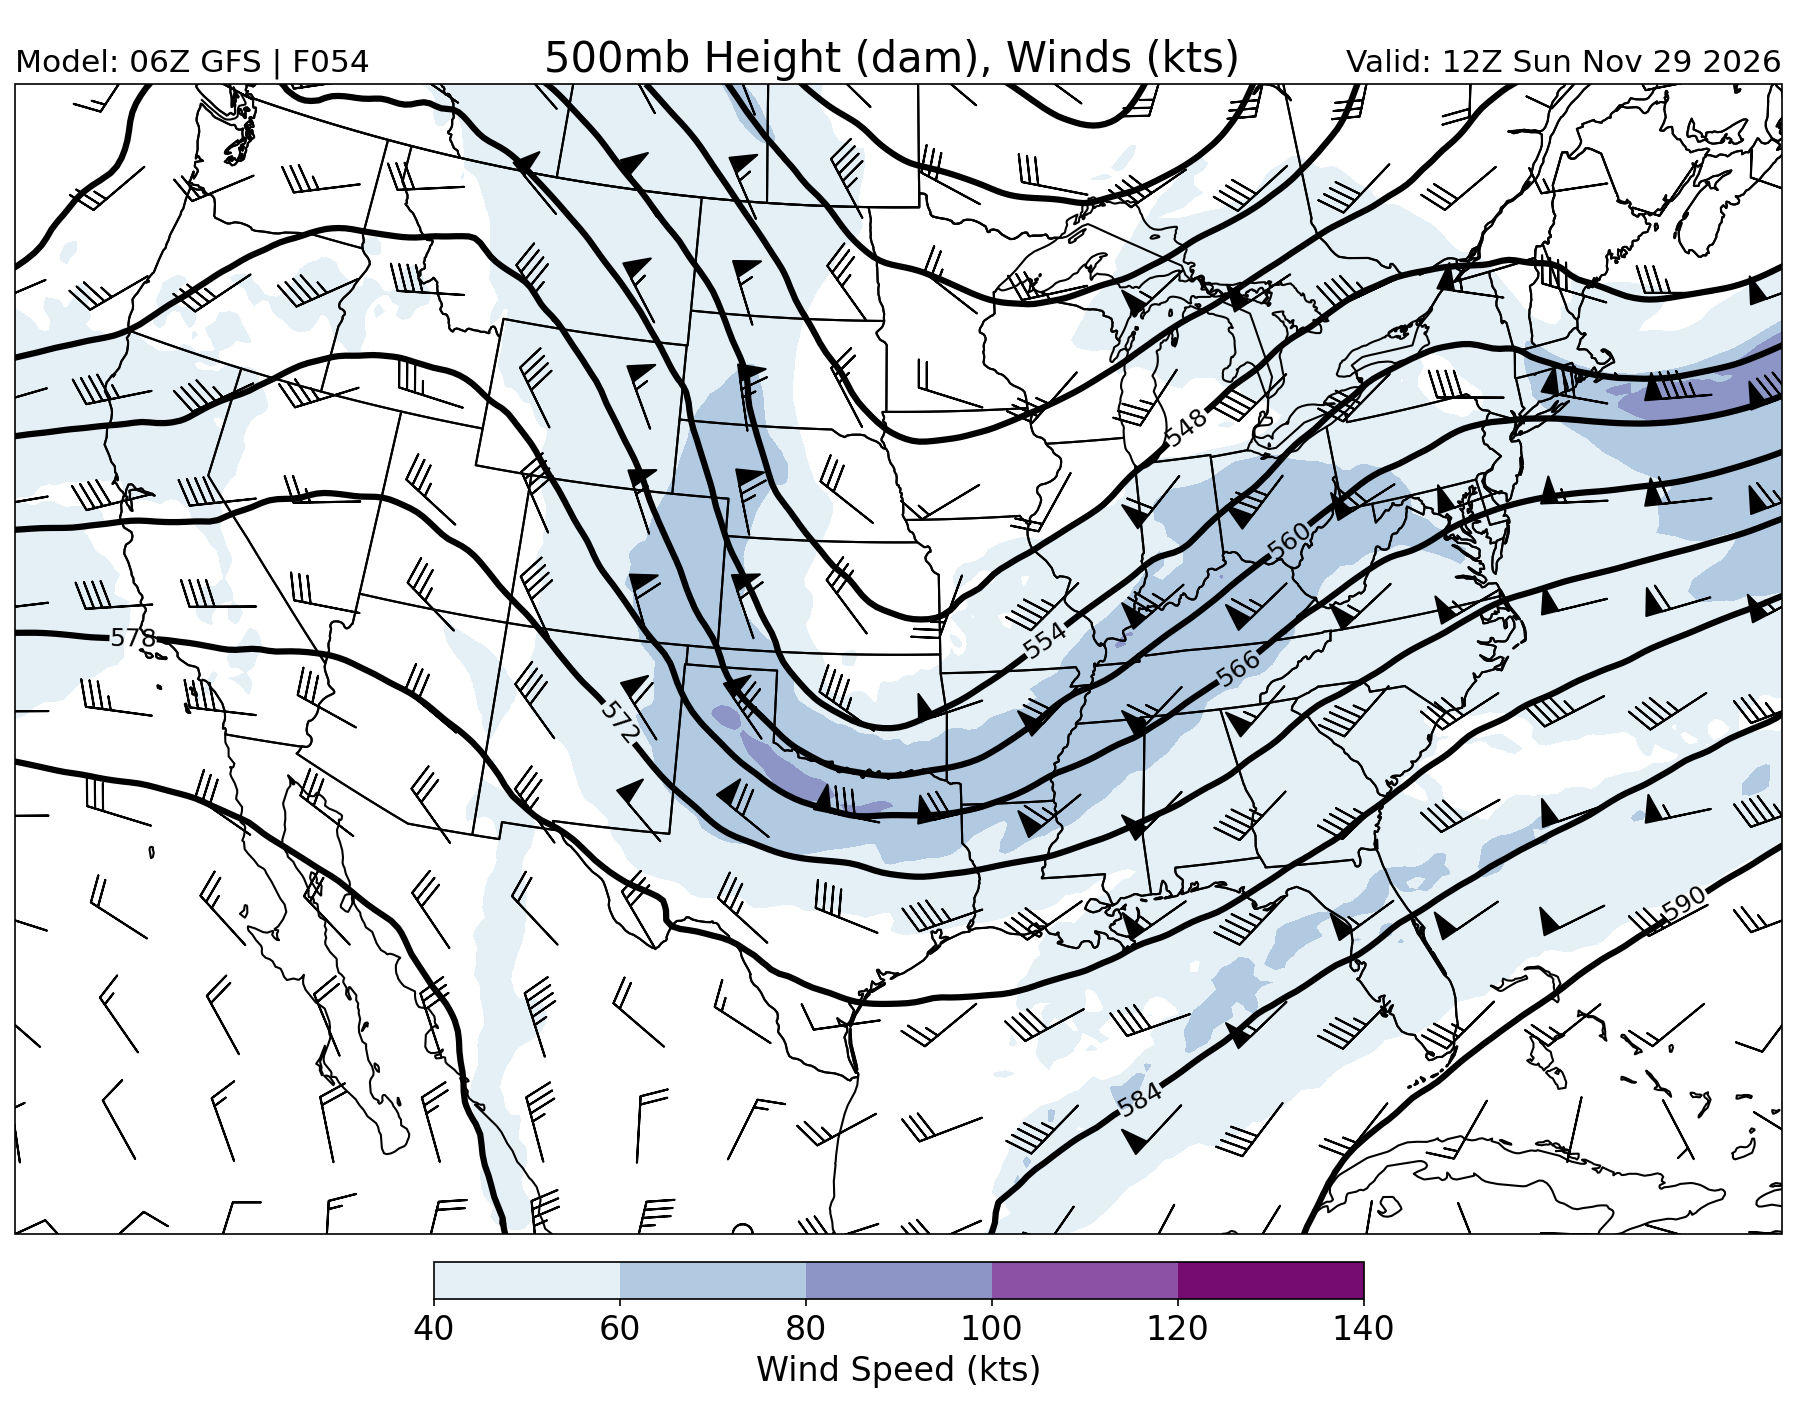 Model: 06Z GFS | F054
500mb Height (dam), Winds (kts)
Valid: 12Z Sun Nov 29 2026
548
560
578
554
566
572
590
584
40 60 80 100 120 140
Wind Speed (kts)